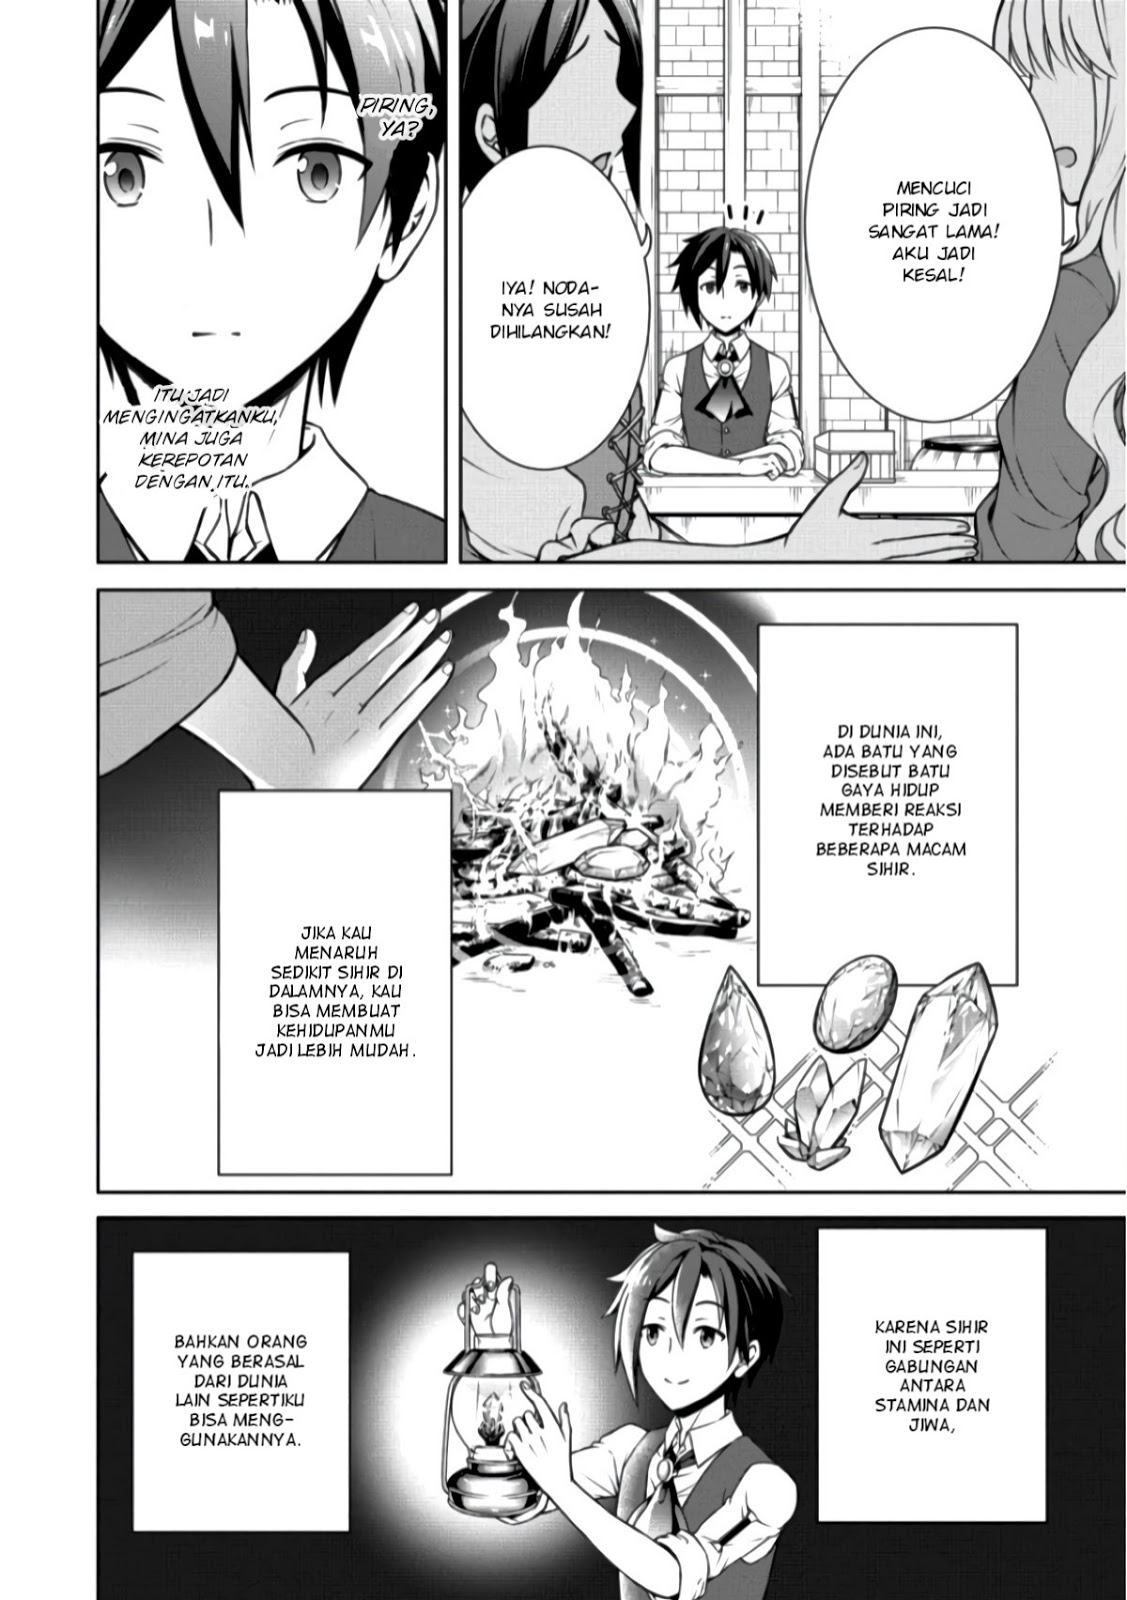 MENCUCI
PIRING JADI
SANGAT LAMA!
AKU JADI
KESAL!
IYA! NODA-
NYA SUSAH
DIHILANGKAN!
PIRING,
YA?
ITU JADI
MENGINGATKANKU,
MINA JUGA
KEREPOTAN
DENGAN ITU.
DI DUNIA INI,
ADA BATU YANG
DISEBUT BATU
GAYA HIDUP
MEMBERI REAKSI
TERHADAP
BEBERAPA MACAM
SIHIR.
JIKA KAU
MENARUH
SEDIKIT SIHIR DI
DALAMNYA, KAU
BISA MEMBUAT
KEHIDUPANMU
JADI LEBIH MUDAH.
KARENA SIHIR
INI SEPERTI
GABUNGAN
ANTARA
STAMINA DAN
JIWA,
BAHKAN ORANG
YANG BERASAL
DARI DUNIA
LAIN SEPERTIKU
BISA MENG-
GUNAKANNYA.